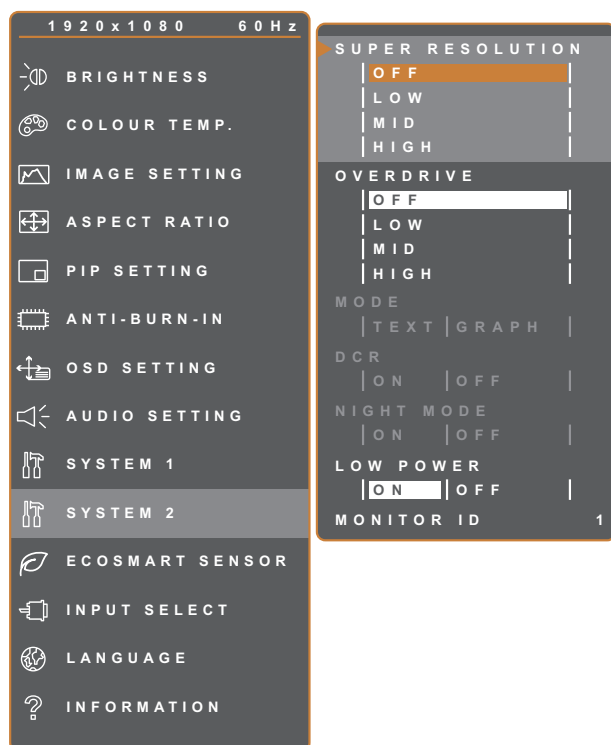 1920x1080 60Hz
BRIGHTNESS
COLOUR TEMP.
IMAGE SETTING
ASPECT RATIO
PIP SETTING
ANTI-BURN-IN
OSD SETTING
AUDIO SETTING
SYSTEM 1
SYSTEM 2
ECOSMART SENSOR
INPUT SELECT
LANGUAGE
INFORMATION
SUPER RESOLUTION
OFF
LOW
MID
HIGH
OVERDRIVE
OFF
LOW
MID
HIGH
MODE
TEXT GRAPH
DCR
ON OFF
NIGHT MODE
ON OFF
LOW POWER
ON OFF
MONITOR ID 1